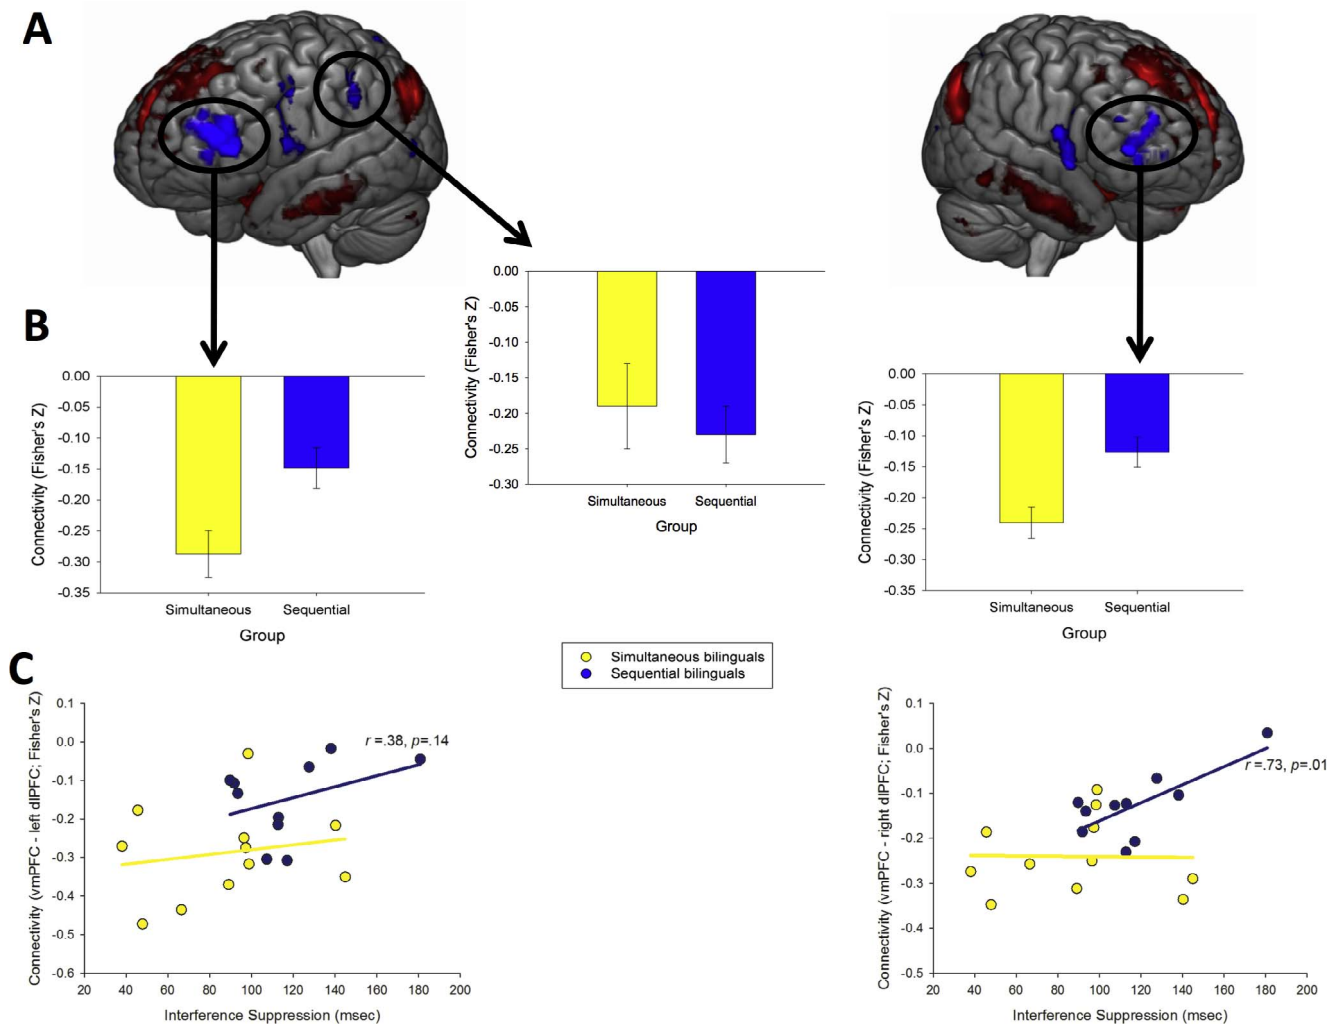 A
B
0.00
-0.05
-0.10
-0.15
-0.20
-0.25
-0.30
Connectivity (Fisher's Z)
Simultaneous Sequential
Group
0.00
-0.05
-0.10
-0.15
-0.20
-0.25
-0.30
-0.35
Connectivity (Fisher's Z)
Simultaneous Sequential
Group
0.00
-0.05
-0.10
-0.15
-0.20
-0.25
-0.30
-0.35
Connectivity (Fisher's Z)
Simultaneous Sequential
Group
C
Simultaneous bilinguals
Sequential bilinguals
0.1
0.0
-0.1
-0.2
-0.3
-0.4
-0.5
-0.6
Connectivity (vmPFC - left dlPFC; Fisher's Z)
r =.38, p=.14
20 40 60 80 100 120 140 160 180 200
Interference Suppression (msec)
0.1
0.0
-0.1
-0.2
-0.3
-0.4
-0.5
Connectivity (vmPFC - right dlPFC; Fisher's Z)
r =.73, p=.01
20 40 60 80 100 120 140 160 180 200
Interference Suppression (msec)